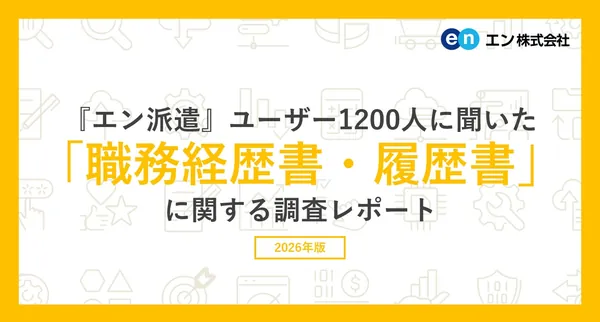 en エン株式会社
『エン派遣』ユーザー1200人に聞いた
「職務経歴書・履歴書」
に関する調査レポート
2026年版